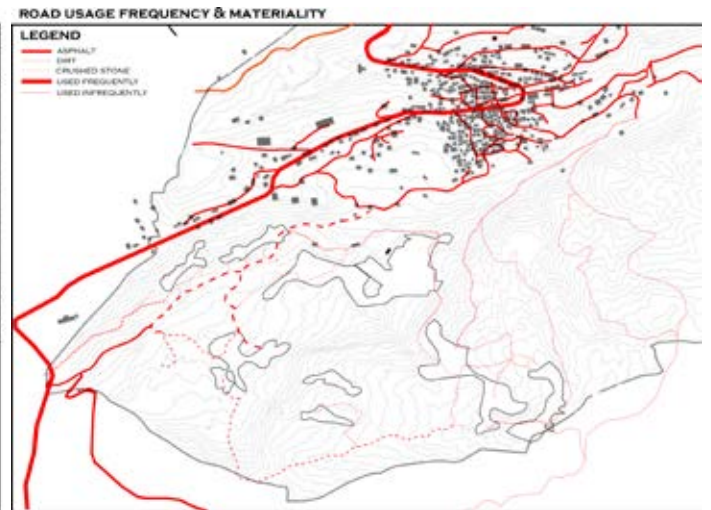 ROAD USAGE FREQUENCY & MATERIALITY
LEGEND
ASPHALT
DIRT
CRUSHED STONE
USED FREQUENTLY
USED INFREQUENTLY